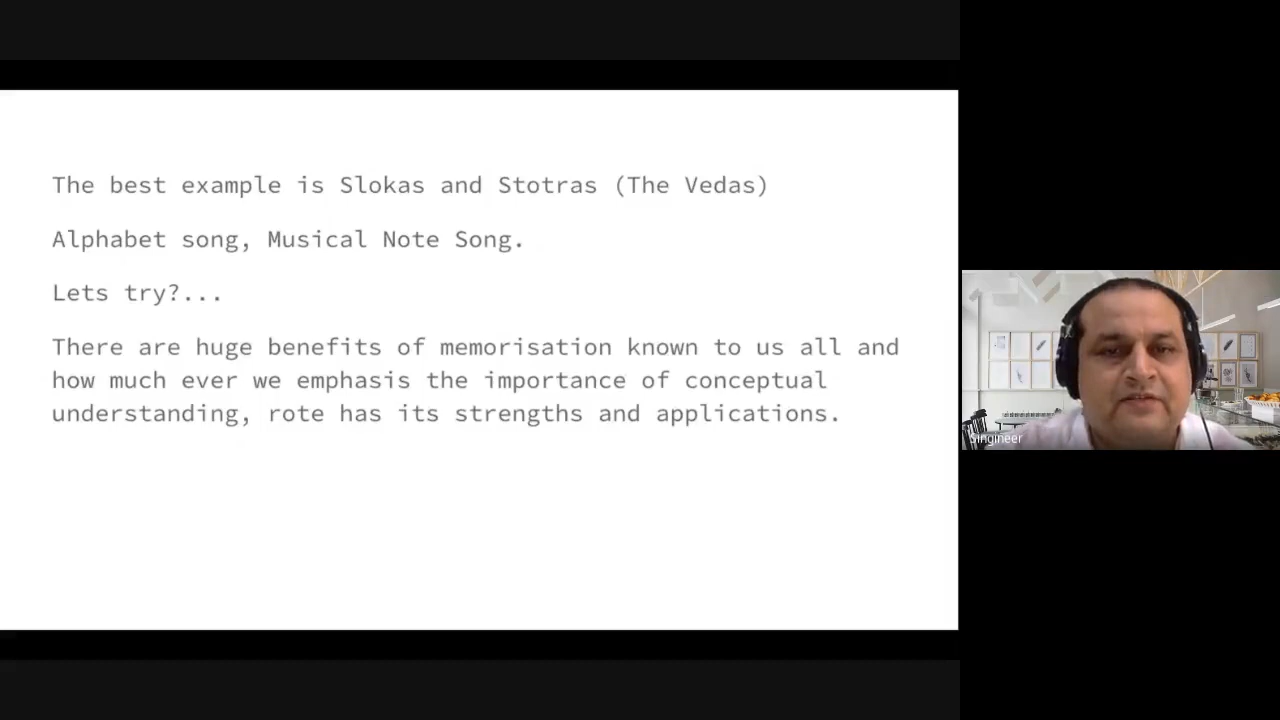 The best example is Slokas and Stotras (The Vedas)
Alphabet song, Musical Note Song.
Lets try?...
There are huge benefits of memorisation known to us all and
how much ever we emphasis the importance of conceptual
understanding, rote has its strengths and applications.
Singineer